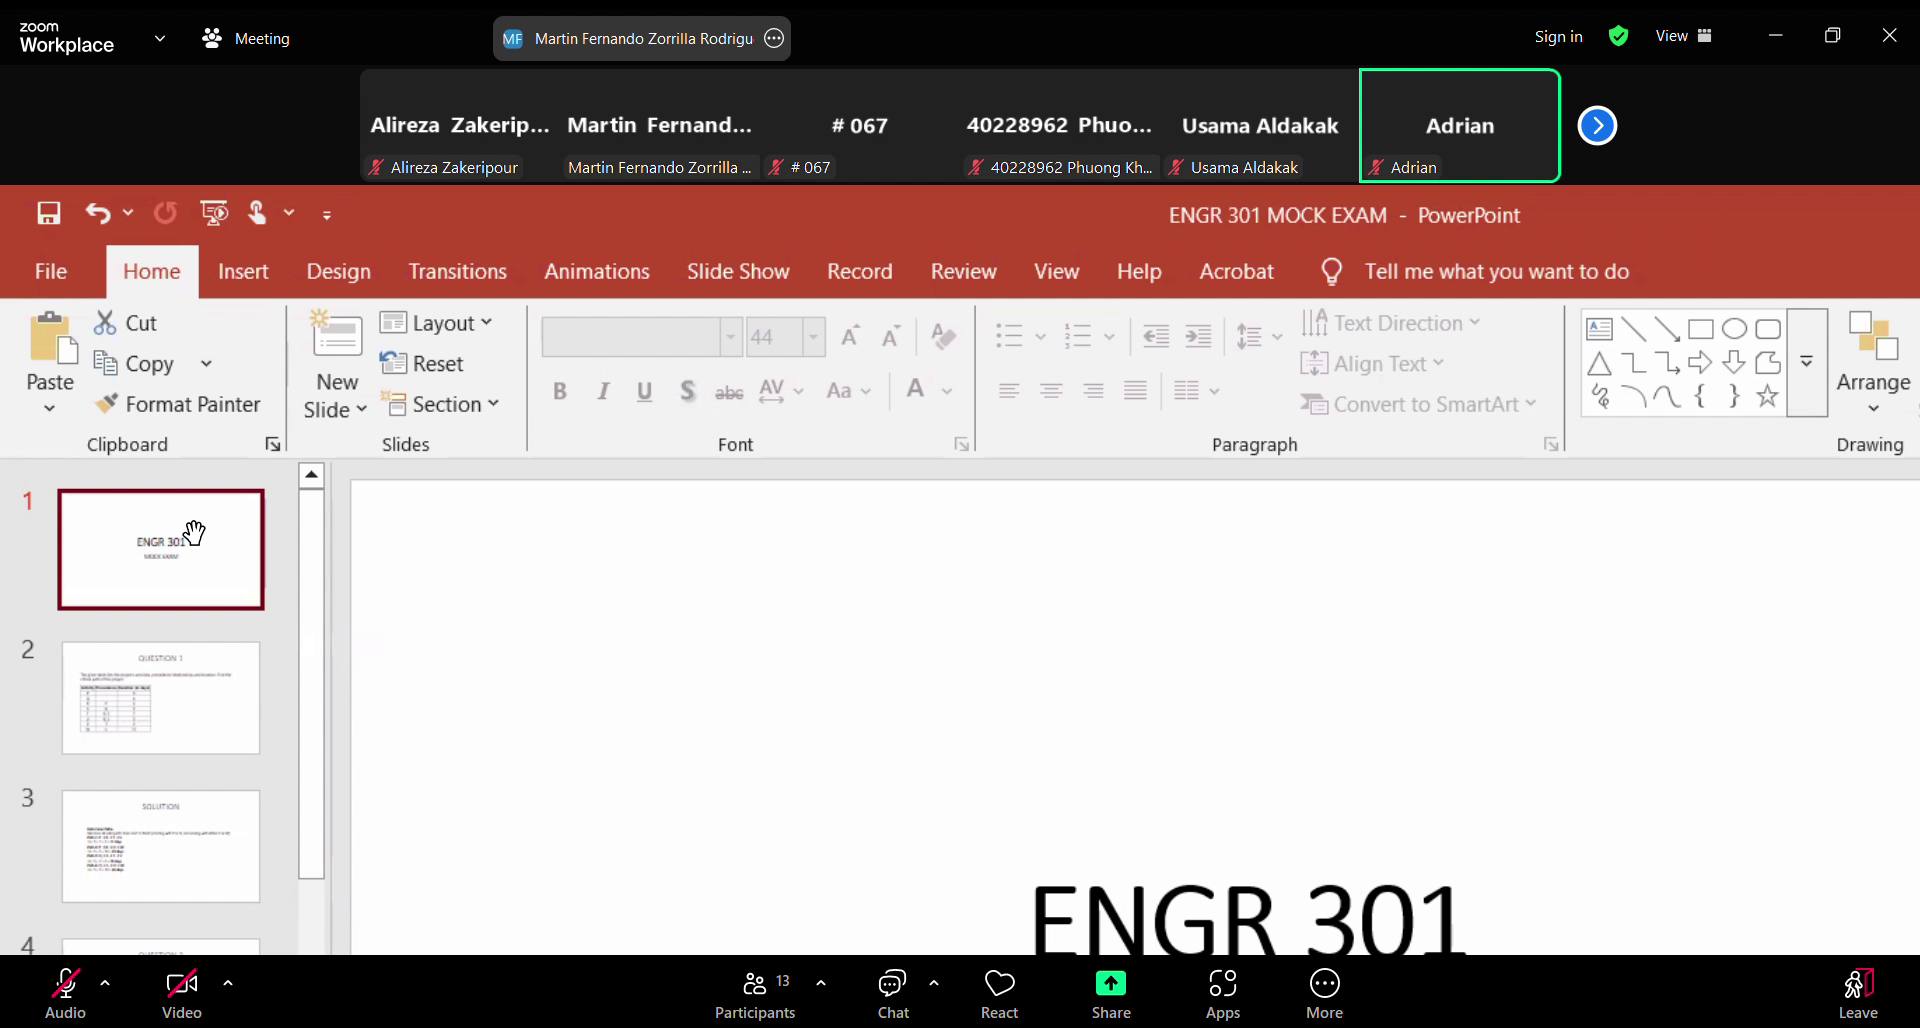 zoom
Workplace
Meeting
MF Martin Fernando Zorrilla Rodrigu
Sign in
View
Alireza Zakerip...
Martin Fernand...
# 067
40228962 Phuo...
Usama Aldakak
Adrian
Alireza Zakeripour
Martin Fernando Zorrilla ...
# 067
40228962 Phuong Kh...
Usama Aldakak
Adrian
ENGR 301 MOCK EXAM - PowerPoint
File Home Insert Design Transitions Animations Slide Show Record Review View Help Acrobat Tell me what you want to do
Paste
Cut
Copy
Format Painter
Clipboard
New
Slide
Layout
Reset
Section
Slides
44
B I U S abc AV Aa A
Font
Text Direction
Align Text
Convert to SmartArt
Paragraph
Arrange
Drawing
1
ENGR 301
MOCK EXAM
2
QUESTION 1
3
SOLUTION
4
ENGR 301
Audio
Video
13
Participants
Chat
React
Share
Apps
More
Leave